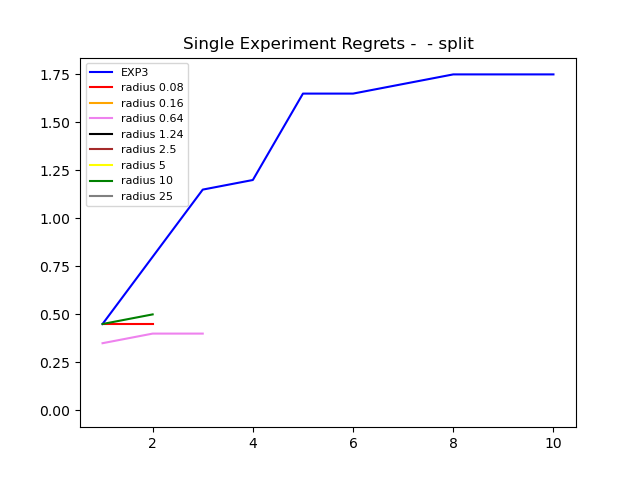 Single Experiment Regrets -  - split
EXP3
radius 0.08
radius 0.16
radius 0.64
radius 1.24
radius 2.5
radius 5
radius 10
radius 25
1.75
1.50
1.25
1.00
0.75
0.50
0.25
0.00
2 4 6 8 10